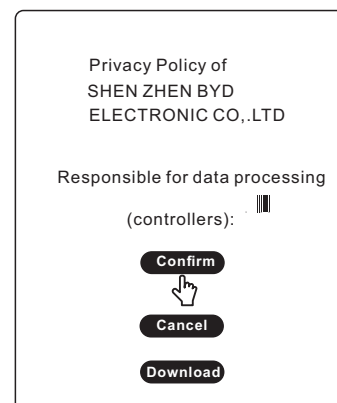 Privacy Policy of
SHEN ZHEN BYD
ELECTRONIC CO,.LTD
Responsible for data processing
(controllers):
Confirm
Cancel
Download